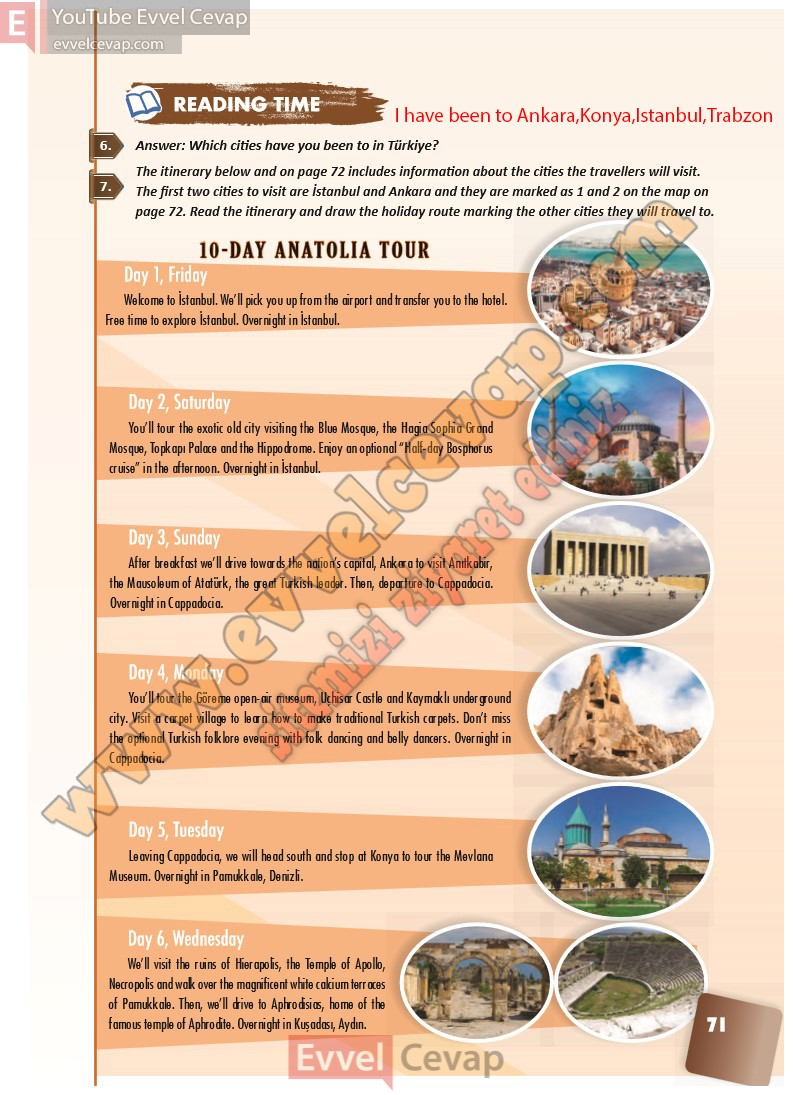 E
YouTube Evvel Cevap
evvelcevap.com
READING TIME
I have been to Ankara,Konya,Istanbul,Trabzon
6. Answer: Which cities have you been to in Türkiye?
7. The itinerary below and on page 72 includes information about the cities the travellers will visit.
The first two cities to visit are İstanbul and Ankara and they are marked as 1 and 2 on the map on
page 72. Read the itinerary and draw the holiday route marking the other cities they will travel to.
10-DAY ANATOLIA TOUR
Day 1, Friday
Welcome to İstanbul. We'll pick you up from the airport and transfer you to the hotel.
Free time to explore İstanbul. Overnight in İstanbul.
Day 2, Saturday
You'll tour the exotic old city visiting the Blue Mosque, the Hagia Sophia Grand
Mosque, Topkapı Palace and the Hippodrome. Enjoy an optional "Half-day Bosphorus
cruise" in the afternoon. Overnight in İstanbul.
Day 3, Sunday
After breakfast we'll drive towards the nation's capital, Ankara to visit Anıtkabir,
the Mausoleum of Atatürk, the great Turkish leader. Then, departure to Cappadocia.
Overnight in Cappadocia.
Day 4, Monday
You'll tour the Göreme open-air museum, Uçhisar Castle and Kaymaklı underground
city. Visit a carpet village to learn how to make traditional Turkish carpets. Don't miss
the optional Turkish folklore evening with folk dancing and belly dancers. Overnight in
Cappadocia.
Day 5, Tuesday
Leaving Cappadocia, we will head south and stop at Konya to tour the Mevlana
Museum. Overnight in Pamukkale, Denizli.
Day 6, Wednesday
We'll visit the ruins of Hierapolis, the Temple of Apollo,
Necropolis and walk over the magnificent white calcium terraces
of Pamukkale. Then, we'll drive to Aphrodisias, home of the
famous temple of Aphrodite. Overnight in Kuşadası, Aydın.
71
www.evvelcevap.com
sitemizi ziyaret ediniz
Evvel Cevap